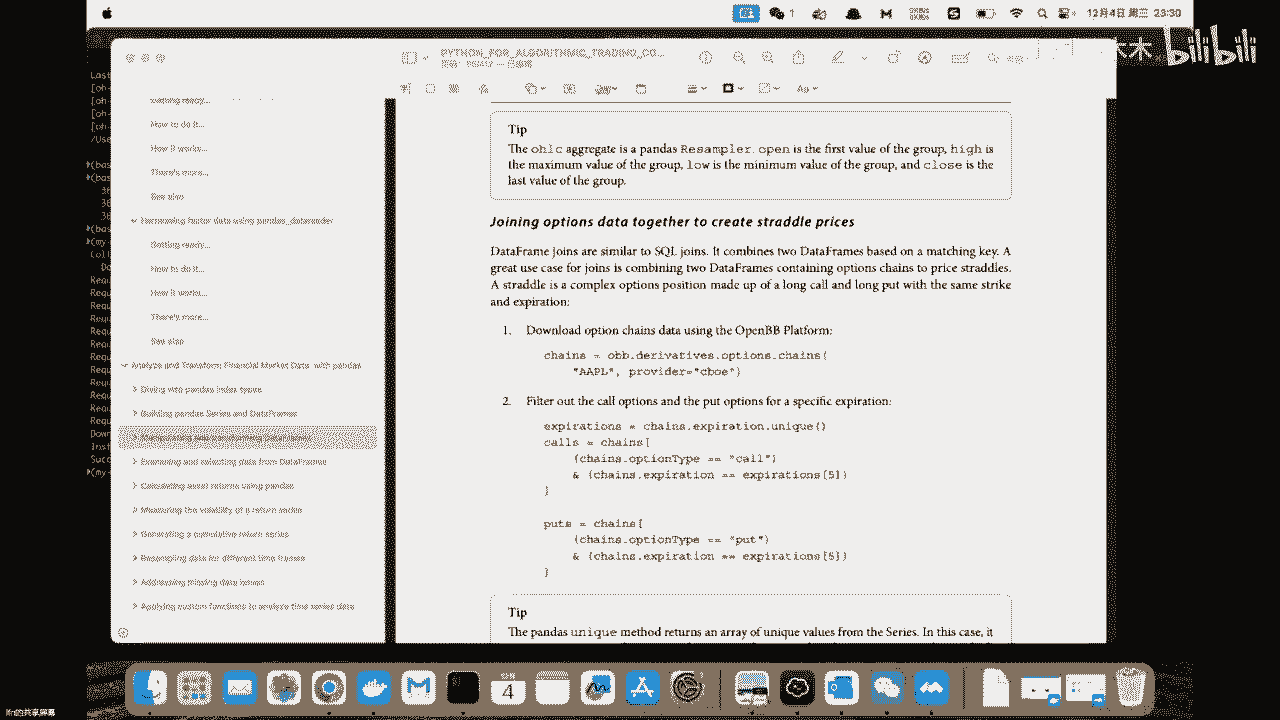 1
12月4日 周三 23:30
bilibili
PYTHON_FOR_ALGORITHMIC_TRADING_CO...
How to do it...
How it works...
There's more...
See also
Harnessing factor data using pandas_datareader
Getting ready...
How to do it...
How it works...
There's more...
See also
Analyze and Transform Financial Market Data with pandas
Diving into pandas index types
Building pandas Series and DataFrames
Examining and selecting data from DataFrames
Calculating asset returns using pandas
Measuring the volatility of a return series
Generating a cumulative return series
Resampling data for different time frames
Addressing missing data issues
Applying custom functions to analyze time series data
Tip
The ohlc aggregate is a pandas Resampler. open is the first value of the group, high is
the maximum value of the group, low is the minimum value of the group, and close is the
last value of the group.
Joining options data together to create straddle prices
DataFrame joins are similar to SQL joins. It combines two DataFrames based on a matching key. A
great use case for joins is combining two DataFrames containing options chains to price straddles.
A straddle is a complex options position made up of a long call and long put with the same strike
and expiration:
1. Download option chains data using the OpenBB Platform:
chains = obb.derivatives.options.chains(
"AAPL", provider="cboe")
2. Filter out the call options and the put options for a specific expiration:
expirations = chains.expiration.unique()
calls = chains[
(chains.optionType == "call")
& (chains.expiration == expirations[5])
]
puts = chains[
(chains.optionType == "put")
& (chains.expiration == expirations[5])
]
Tip
The pandas unique method returns an array of unique values from the Series. In this case, it
4